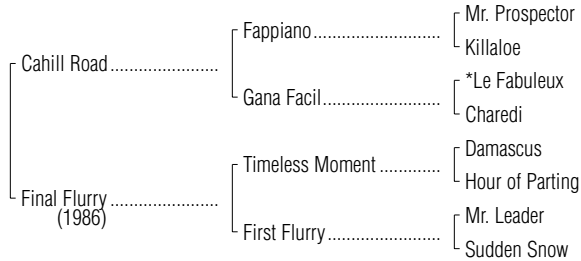 Mr. Prospector
Fappiano
Killaloe
Cahill Road
*Le Fabuleux
Gana Facil
Charedi
Damascus
Timeless Moment
Hour of Parting
Final Flurry
(1986)
Mr. Leader
First Flurry
Sudden Snow